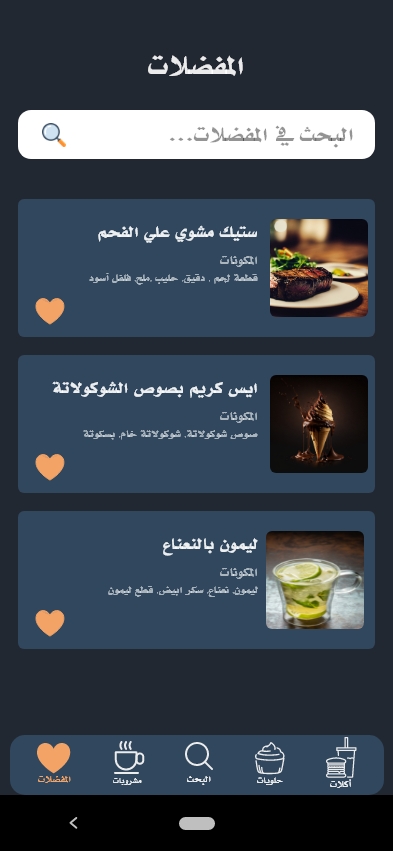 المفضلات
البحث في المفضلات...
ستيك مشوي علي الفحم
المكونات
قطعة لحم , دقيق, حليب ,ملح, فلفل أسود
ايس كريم بصوص الشوكولاتة
المكونات
صوص شوكولاتة, شوكولاتة خام, بسكوتة
ليمون بالنعناع
المكونات
ليمون, نعناع, سكر ابيض, قطع ليمون
أكلات
حلويات
البحث
مشروبات
المفضلات